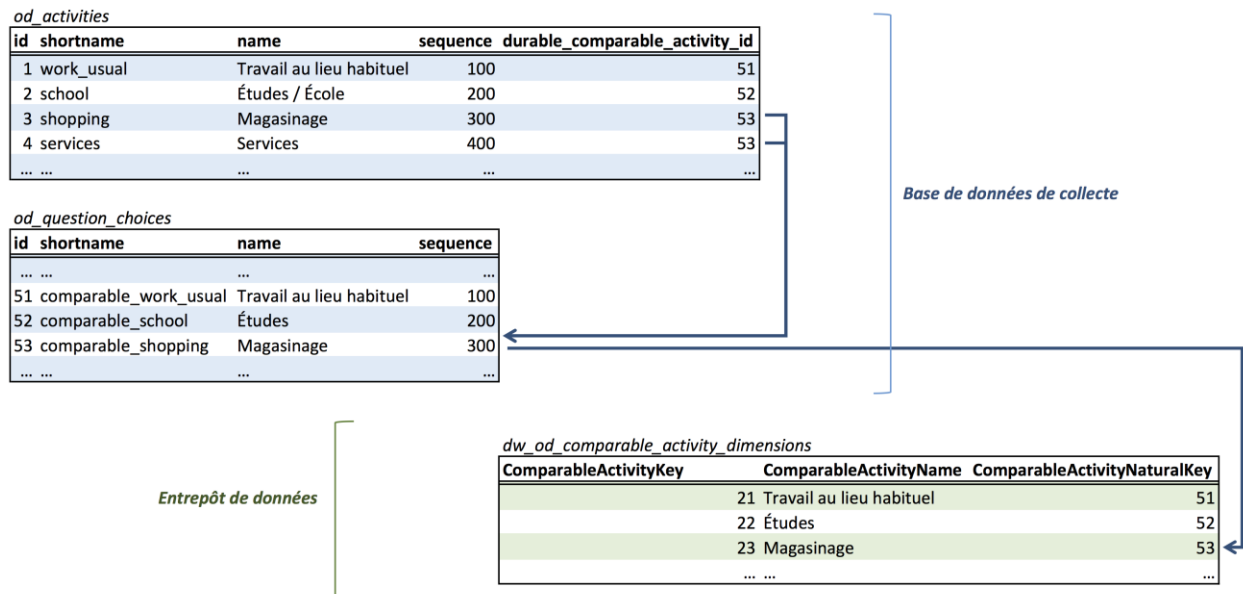 od_activities
id shortname name sequence durable_comparable_activity_id
1 work_usual Travail au lieu habituel 100 51
2 school Études / École 200 52
3 shopping Magasinage 300 53
4 services Services 400 53
... ... ... ... ...
Base de données de collecte
od_question_choices
id shortname name sequence
... ... ... ...
51 comparable_work_usual Travail au lieu habituel 100
52 comparable_school Études 200
53 comparable_shopping Magasinage 300
... ... ... ...
Entrepôt de données
dw_od_comparable_activity_dimensions
ComparableActivityKey ComparableActivityName ComparableActivityNaturalKey
21 Travail au lieu habituel 51
22 Études 52
23 Magasinage 53
... ... ...